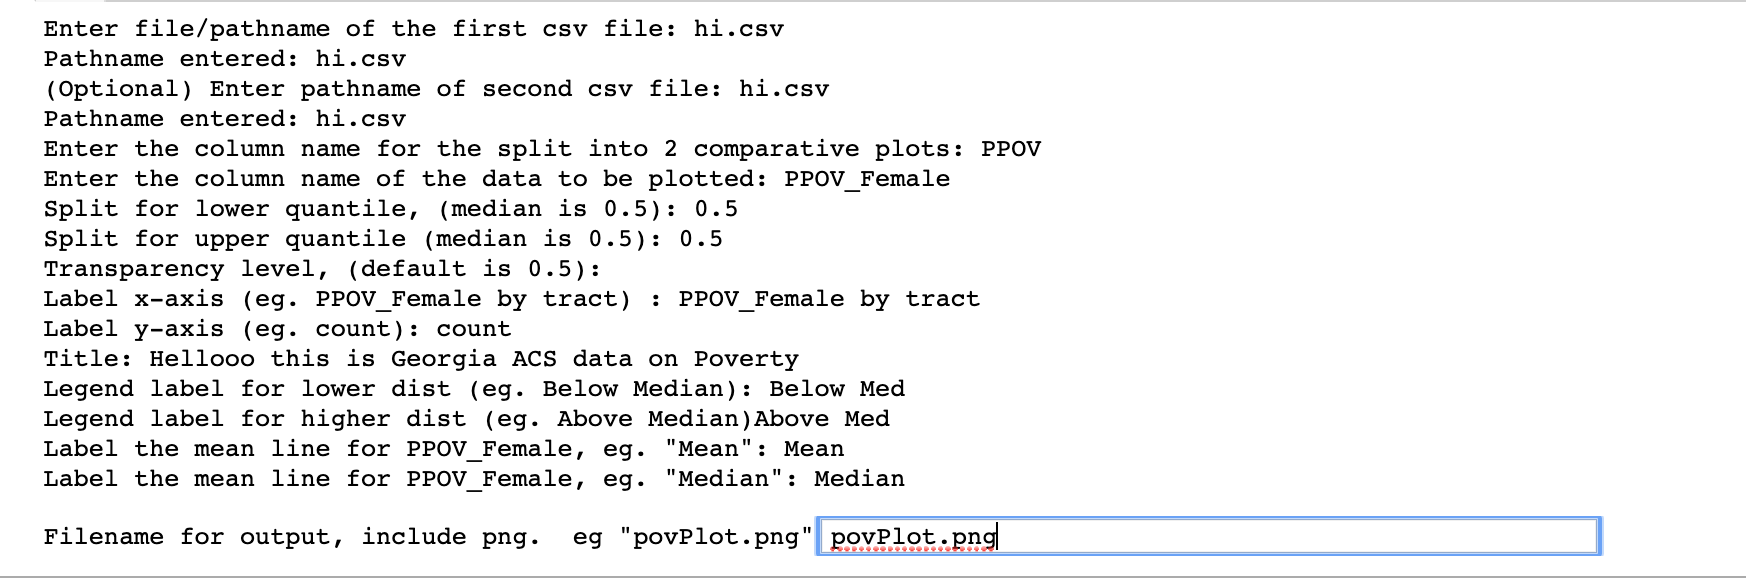 Enter file/pathname of the first csv file: hi.csv
Pathname entered: hi.csv
(Optional) Enter pathname of second csv file: hi.csv
Pathname entered: hi.csv
Enter the column name for the split into 2 comparative plots: PPOV
Enter the column name of the data to be plotted: PPOV_Female
Split for lower quantile, (median is 0.5): 0.5
Split for upper quantile (median is 0.5): 0.5
Transparency level, (default is 0.5):
Label x-axis (eg. PPOV_Female by tract) : PPOV_Female by tract
Label y-axis (eg. count): count
Title: Hellooo this is Georgia ACS data on Poverty
Legend label for lower dist (eg. Below Median): Below Med
Legend label for higher dist (eg. Above Median)Above Med
Label the mean line for PPOV_Female, eg. "Mean": Mean
Label the mean line for PPOV_Female, eg. "Median": Median
Filename for output, include png.  eg "povPlot.png" povPlot.png